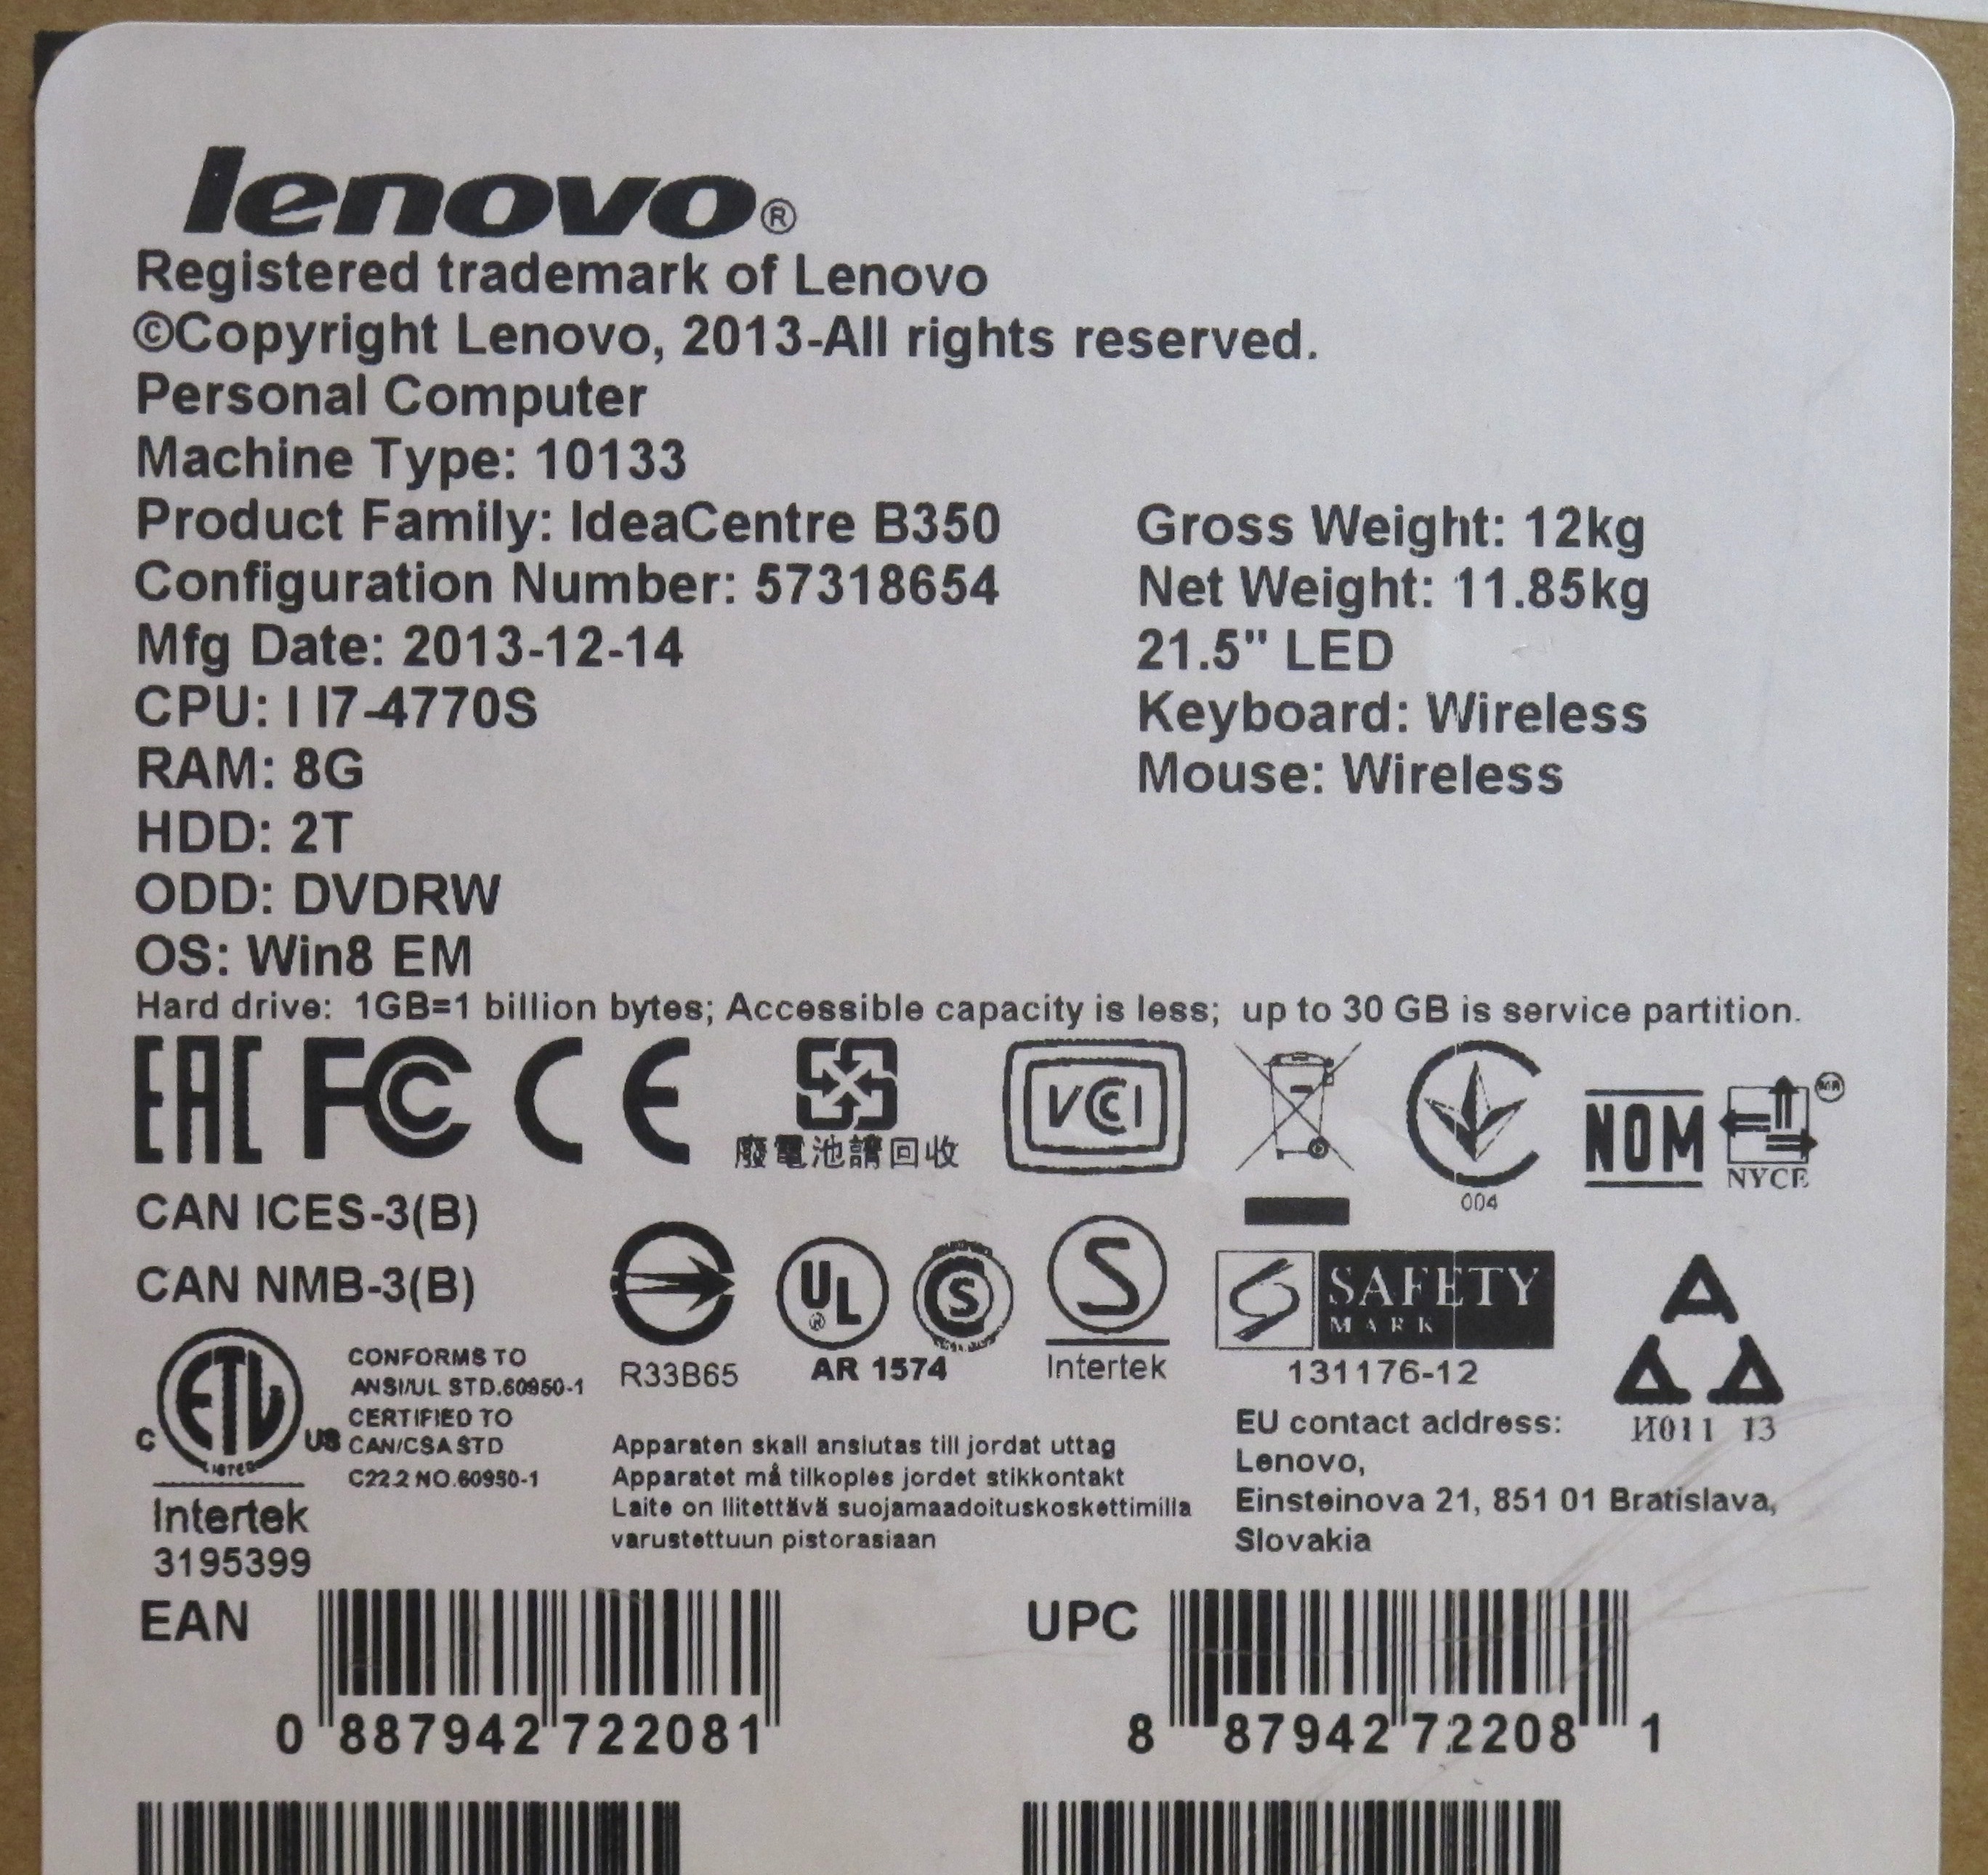 lenovo®
Registered trademark of Lenovo
©Copyright Lenovo, 2013-All rights reserved.
Personal Computer
Machine Type: 10133
Product Family: IdeaCentre B350
Configuration Number: 57318654
Mfg Date: 2013-12-14
CPU: I I7-4770S
RAM: 8G
HDD: 2T
ODD: DVDRW
OS: Win8 EM
Gross Weight: 12kg
Net Weight: 11.85kg
21.5" LED
Keyboard: Wireless
Mouse: Wireless
Hard drive: 1GB=1 billion bytes; Accessible capacity is less; up to 30 GB is service partition.
EAC FC CE
廢電池請回收
VCCI
004
NOM
NYCE
CAN ICES-3(B)
CAN NMB-3(B)
R33B65
UL®
AR 1574
S
Intertek
SAFETY
MARK
131176-12
И011 13
ETL
C US
LISTED
Intertek
3195399
CONFORMS TO
ANSI/UL STD.60950-1
CERTIFIED TO
CAN/CSA STD
C22.2 NO.60950-1
Apparaten skall anslutas till jordat uttag
Apparatet må tilkoples jordet stikkontakt
Laite on liitettävä suojamaadoituskoskettimilla
varustettuun pistorasiaan
EU contact address:
Lenovo,
Einsteinova 21, 851 01 Bratislava,
Slovakia
EAN
0 887942 722081
UPC
8 87942 72208 1